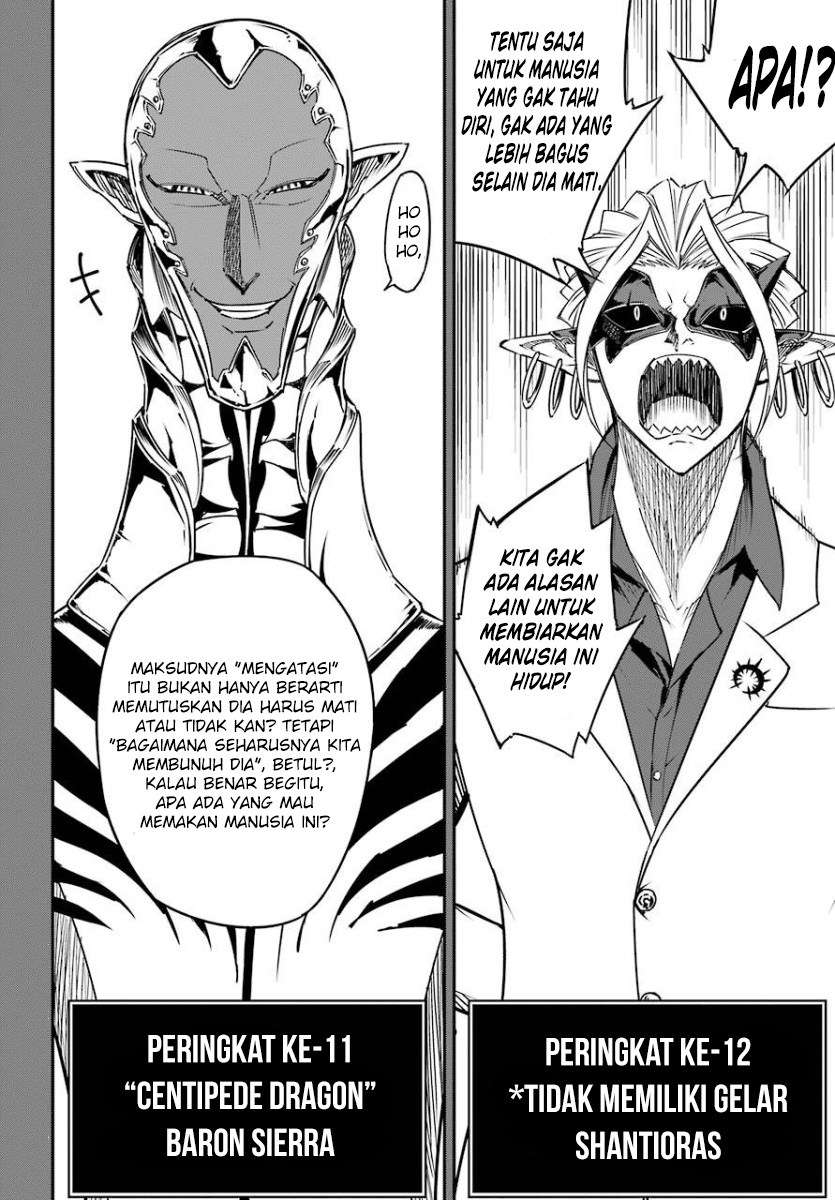 APA!?
TENTU SAJA
UNTUK MANUSIA
YANG GAK TAHU
DIRI, GAK ADA YANG
LEBIH BAGUS
SELAIN DIA MATI.
KITA GAK
ADA ALASAN
LAIN UNTUK
MEMBIARKAN
MANUSIA INI
HIDUP!
PERINGKAT KE-12
*TIDAK MEMILIKI GELAR
SHANTIORAS
HO
HO
HO,
MAKSUDNYA "MENGATASI"
ITU BUKAN HANYA BERARTI
MEMUTUSKAN DIA HARUS MATI
ATAU TIDAK KAN? TETAPI
"BAGAIMANA SEHARUSNYA KITA
MEMBUNUH DIA", BETUL?,
KALAU BENAR BEGITU,
APA ADA YANG MAU
MEMAKAN MANUSIA INI?
PERINGKAT KE-11
"CENTIPEDE DRAGON"
BARON SIERRA